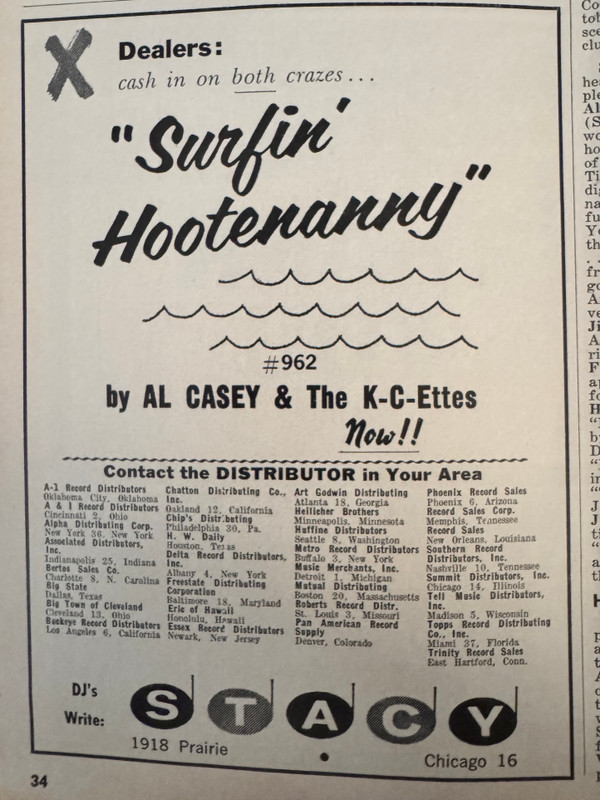 X
Dealers:
cash in on both crazes...
"Surfin'
Hootenanny"
#962
by AL CASEY & The K-C-Ettes
Now!!
Contact the DISTRIBUTOR in Your Area
A-1 Record Distributors
Oklahoma City, Oklahoma
A & I Record Distributors
Cincinnati 2, Ohio
Alpha Distributing Corp.
New York 36, New York
Associated Distributors,
Inc.
Indianapolis 25, Indiana
Bertos Sales Co.
Charlotte 8, N. Carolina
Big State
Dallas, Texas
Big Town of Cleveland
Cleveland 13, Ohio
Buckeye Record Distributors
Los Angeles 6, California
Chatton Distributing Co.,
Inc.
Oakland 12, California
Chip's Distributing
Philadelphia 30, Pa.
H. W. Daily
Houston, Texas
Delta Record Distributors,
Inc.
Albany 4, New York
Freestate Distributing
Corporation
Baltimore 18, Maryland
Eric of Hawaii
Honolulu, Hawaii
Essex Record Distributors
Newark, New Jersey
Art Godwin Distributing
Atlanta 18, Georgia
Heilicher Brothers
Minneapolis, Minnesota
Huffine Distributors
Seattle 8, Washington
Metro Record Distributors
Buffalo 3, New York
Music Merchants, Inc.
Detroit 1, Michigan
Mutual Distributing
Boston 20, Massachusetts
Roberts Record Distr.
St. Louis 3, Missouri
Pan American Record
Supply
Denver, Colorado
Phoenix Record Sales
Phoenix 6, Arizona
Record Sales Corp.
Memphis, Tennessee
Record Sales
New Orleans, Louisiana
Southern Record
Distributors, Inc.
Nashville 10, Tennessee
Summit Distributors, Inc.
Chicago 14, Illinois
Tell Music Distributors,
Inc.
Madison 5, Wisconsin
Topps Record Distributing
Co., Inc.
Miami 37, Florida
Trinity Record Sales
East Hartford, Conn.
DJ's
Write:
STACY
1918 Prairie • Chicago 16
34